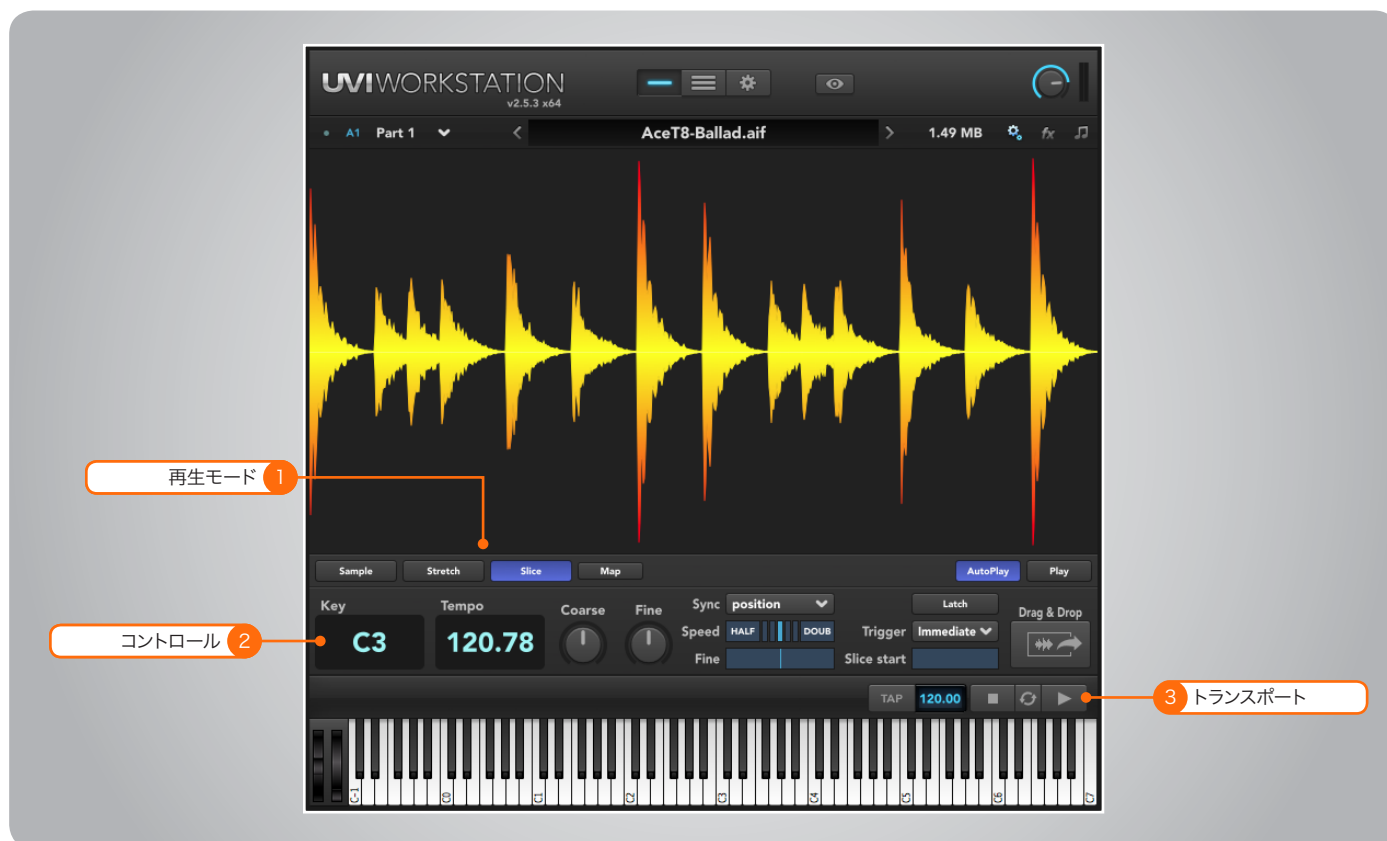 UVIWORKSTATION
v2.5.3 x64
A1 Part 1 AceT8-Ballad.aif 1.49 MB fx
再生モード 1
Sample Stretch Slice Map AutoPlay Play
Key Tempo Coarse Fine Sync position Latch Drag & Drop
コントロール 2
C3 120.78 Speed HALF DOUB Trigger Immediate
Fine Slice start
TAP 120.00
3 トランスポート
C-1 C0 C1 C2 C3 C4 C5 C6 C7